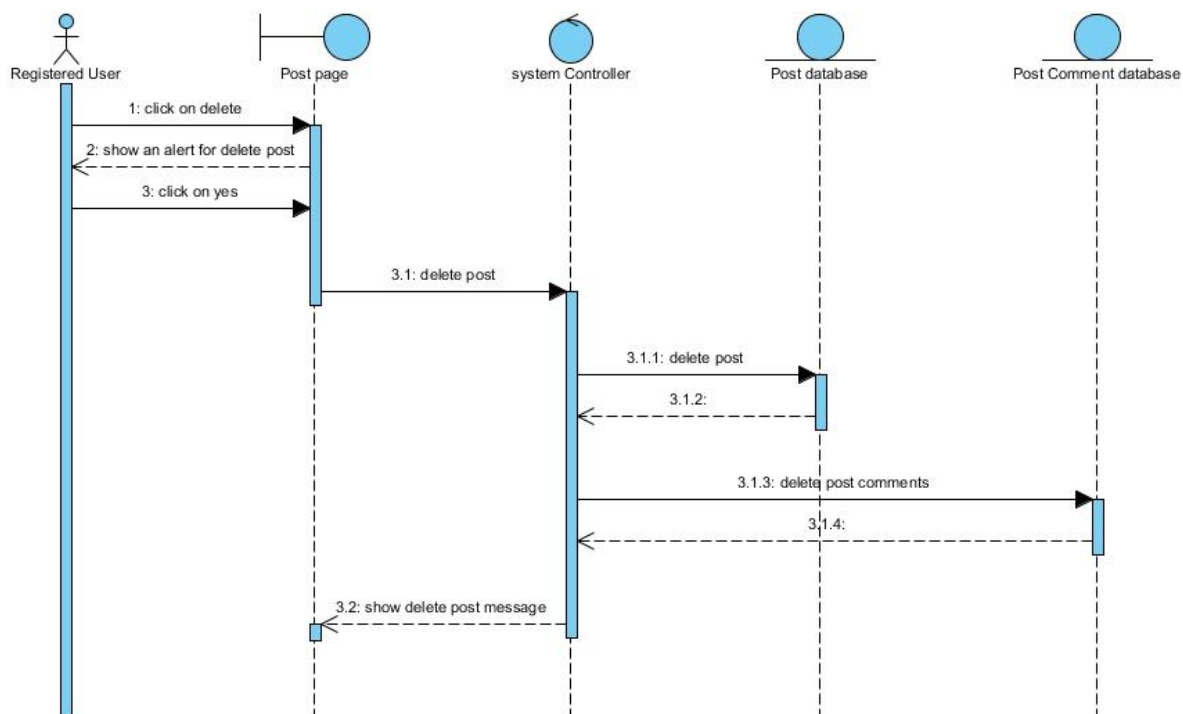 Registered User
Post page
system Controller
Post database
Post Comment database
1: click on delete
2: show an alert for delete post
3: click on yes
3.1: delete post
3.1.1: delete post
3.1.2:
3.1.3: delete post comments
3.1.4:
3.2: show delete post message